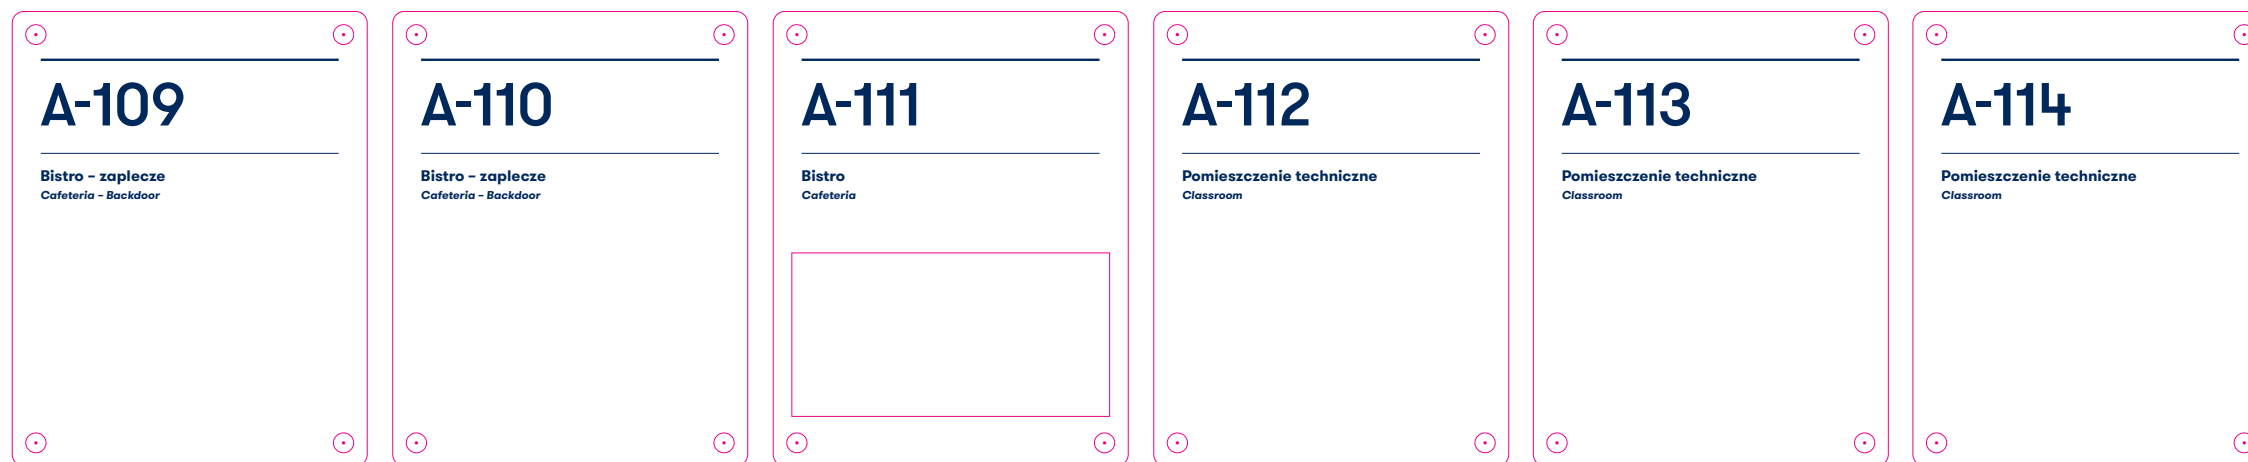 A-109
Bistro – zaplecze
Cafeteria – Backdoor
A-110
Bistro – zaplecze
Cafeteria – Backdoor
A-111
Bistro
Cafeteria
A-112
Pomieszczenie techniczne
Classroom
A-113
Pomieszczenie techniczne
Classroom
A-114
Pomieszczenie techniczne
Classroom